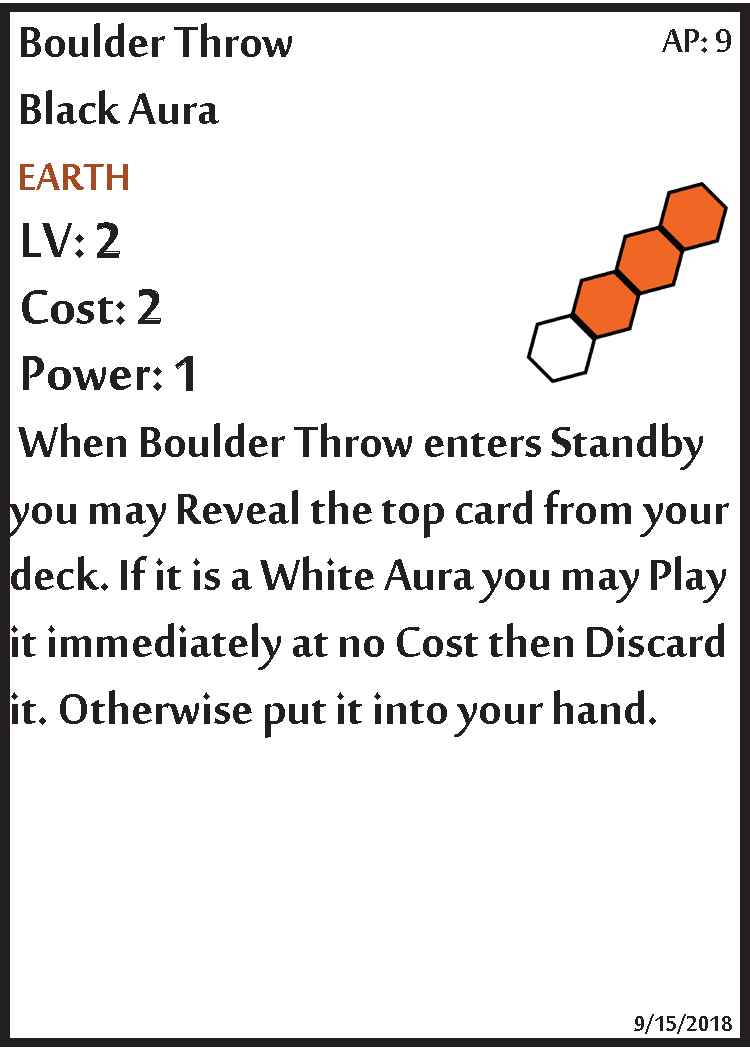 Boulder Throw
AP: 9
Black Aura
EARTH
LV: 2
Cost: 2
Power: 1
When Boulder Throw enters Standby
you may Reveal the top card from your
deck. If it is a White Aura you may Play
it immediately at no Cost then Discard
it. Otherwise put it into your hand.
9/15/2018